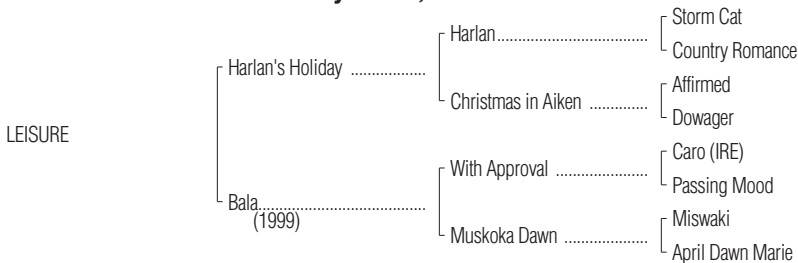 Storm Cat
Harlan..............................
Country Romance
Harlan's Holiday ..................
Affirmed
Christmas in Aiken ..............
Dowager
LEISURE
Caro (IRE)
With Approval ......................
Passing Mood
Bala........................................
(1999)
Miswaki
Muskoka Dawn ....................
April Dawn Marie